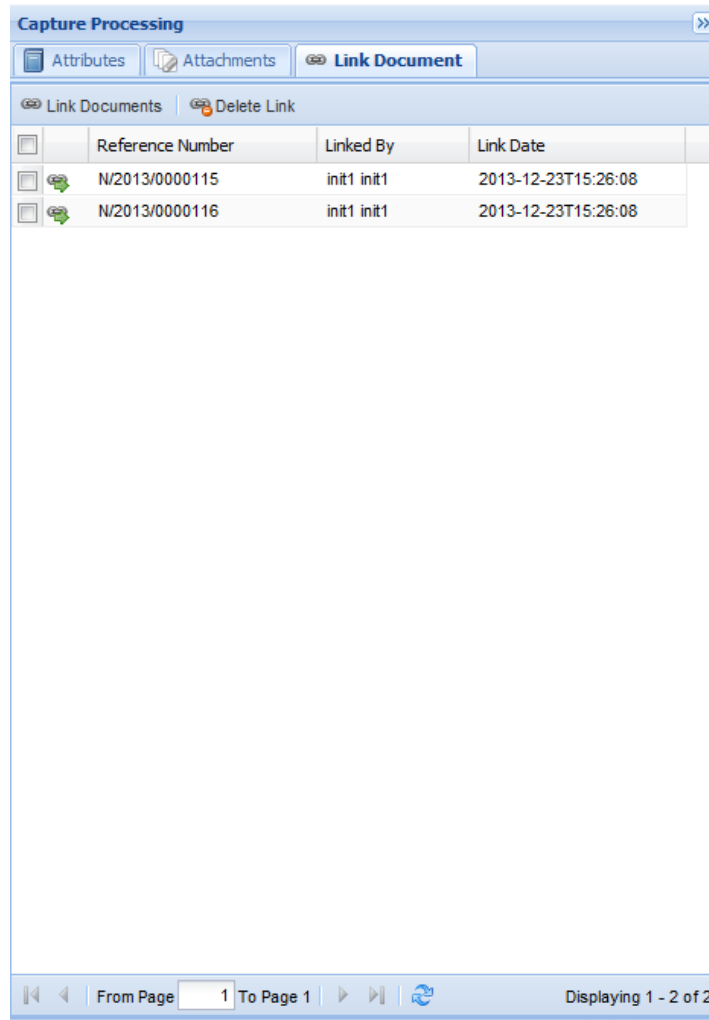 Capture Processing
Attributes Attachments Link Document
Link Documents Delete Link
Reference Number Linked By Link Date
N/2013/0000115 init1 init1 2013-12-23T15:26:08
N/2013/0000116 init1 init1 2013-12-23T15:26:08
From Page 1 To Page 1 Displaying 1 - 2 of 2